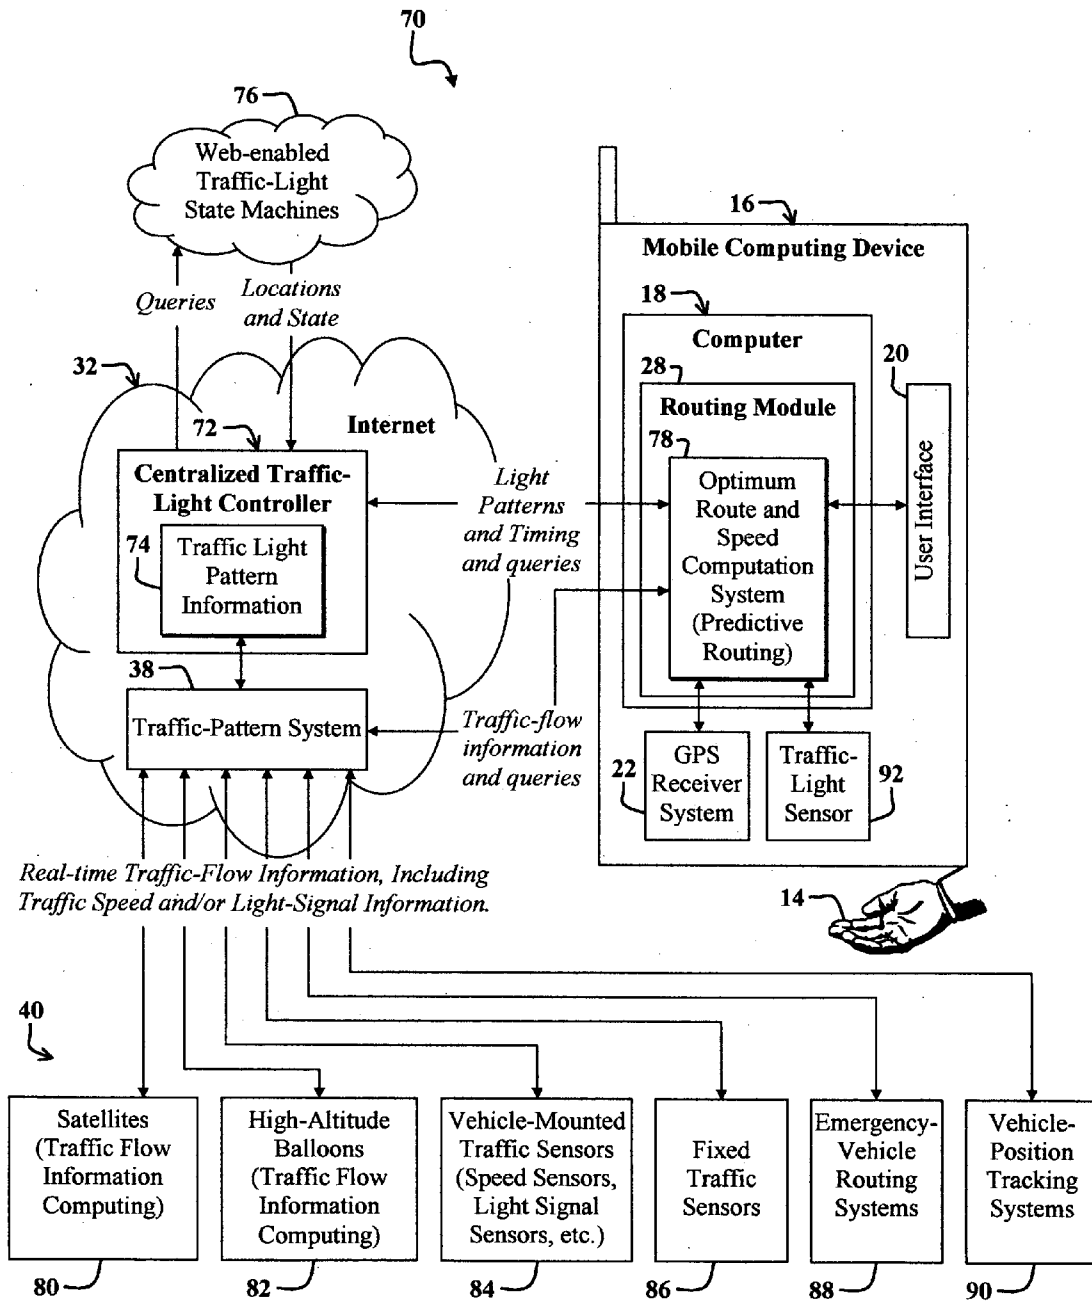 70
76
Web-enabled
Traffic-Light
State Machines
Queries
Locations
and State
32
Internet
72
Centralized Traffic-
Light Controller
74
Traffic Light
Pattern
Information
38
Traffic-Pattern System
Light
Patterns
and Timing
and queries
Traffic-flow
information
and queries
16
Mobile Computing Device
18
Computer
28
Routing Module
78
Optimum
Route and
Speed
Computation
System
(Predictive
Routing)
20
User Interface
22
GPS
Receiver
System
Traffic-
Light
Sensor
92
14
Real-time Traffic-Flow Information, Including
Traffic Speed and/or Light-Signal Information.
40
Satellites
(Traffic Flow
Information
Computing)
80
High-Altitude
Balloons
(Traffic Flow
Information
Computing)
82
Vehicle-Mounted
Traffic Sensors
(Speed Sensors,
Light Signal
Sensors, etc.)
84
Fixed
Traffic
Sensors
86
Emergency-
Vehicle
Routing
Systems
88
Vehicle-
Position
Tracking
Systems
90